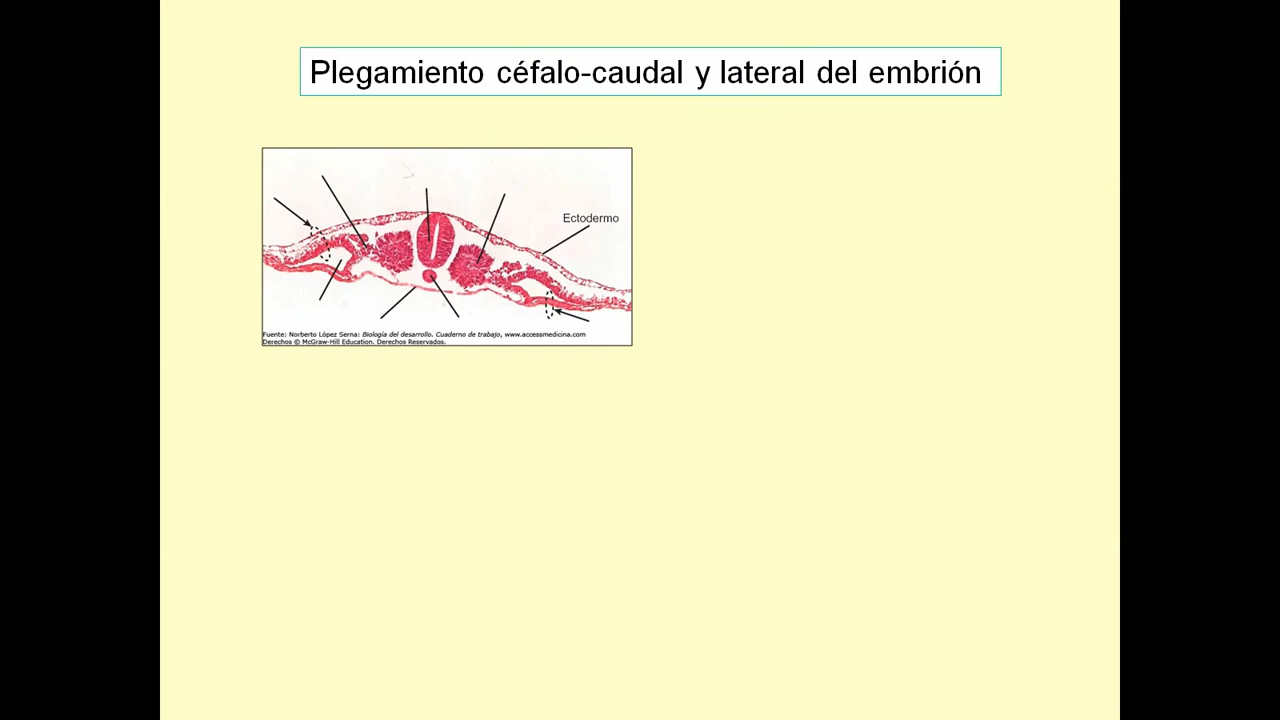 Plegamiento céfalo-caudal y lateral del embrión
Ectodermo
Fuente: Norberto López Serna: Biología del desarrollo. Cuaderno de trabajo, www.accessmedicina.com
Derechos © McGraw-Hill Education. Derechos Reservados.